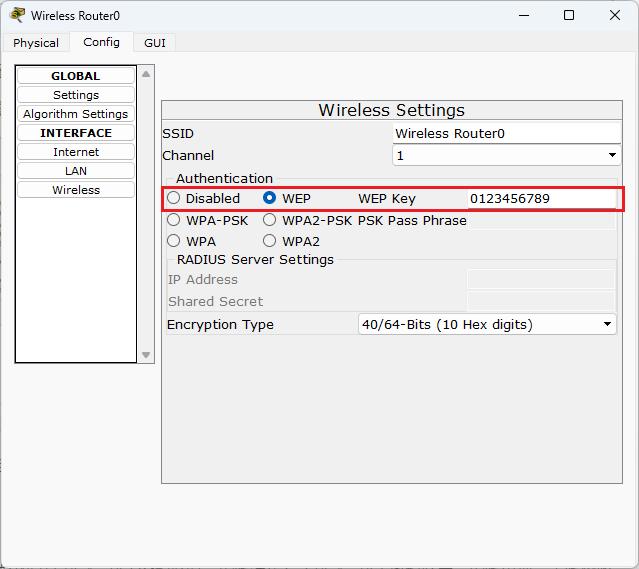 Wireless Router0
Physical Config GUI
GLOBAL
Settings
Algorithm Settings
INTERFACE
Internet
LAN
Wireless
Wireless Settings
SSID Wireless Router0
Channel 1
Authentication
Disabled WEP WEP Key 0123456789
WPA-PSK WPA2-PSK PSK Pass Phrase
WPA WPA2
RADIUS Server Settings
IP Address
Shared Secret
Encryption Type 40/64-Bits (10 Hex digits)